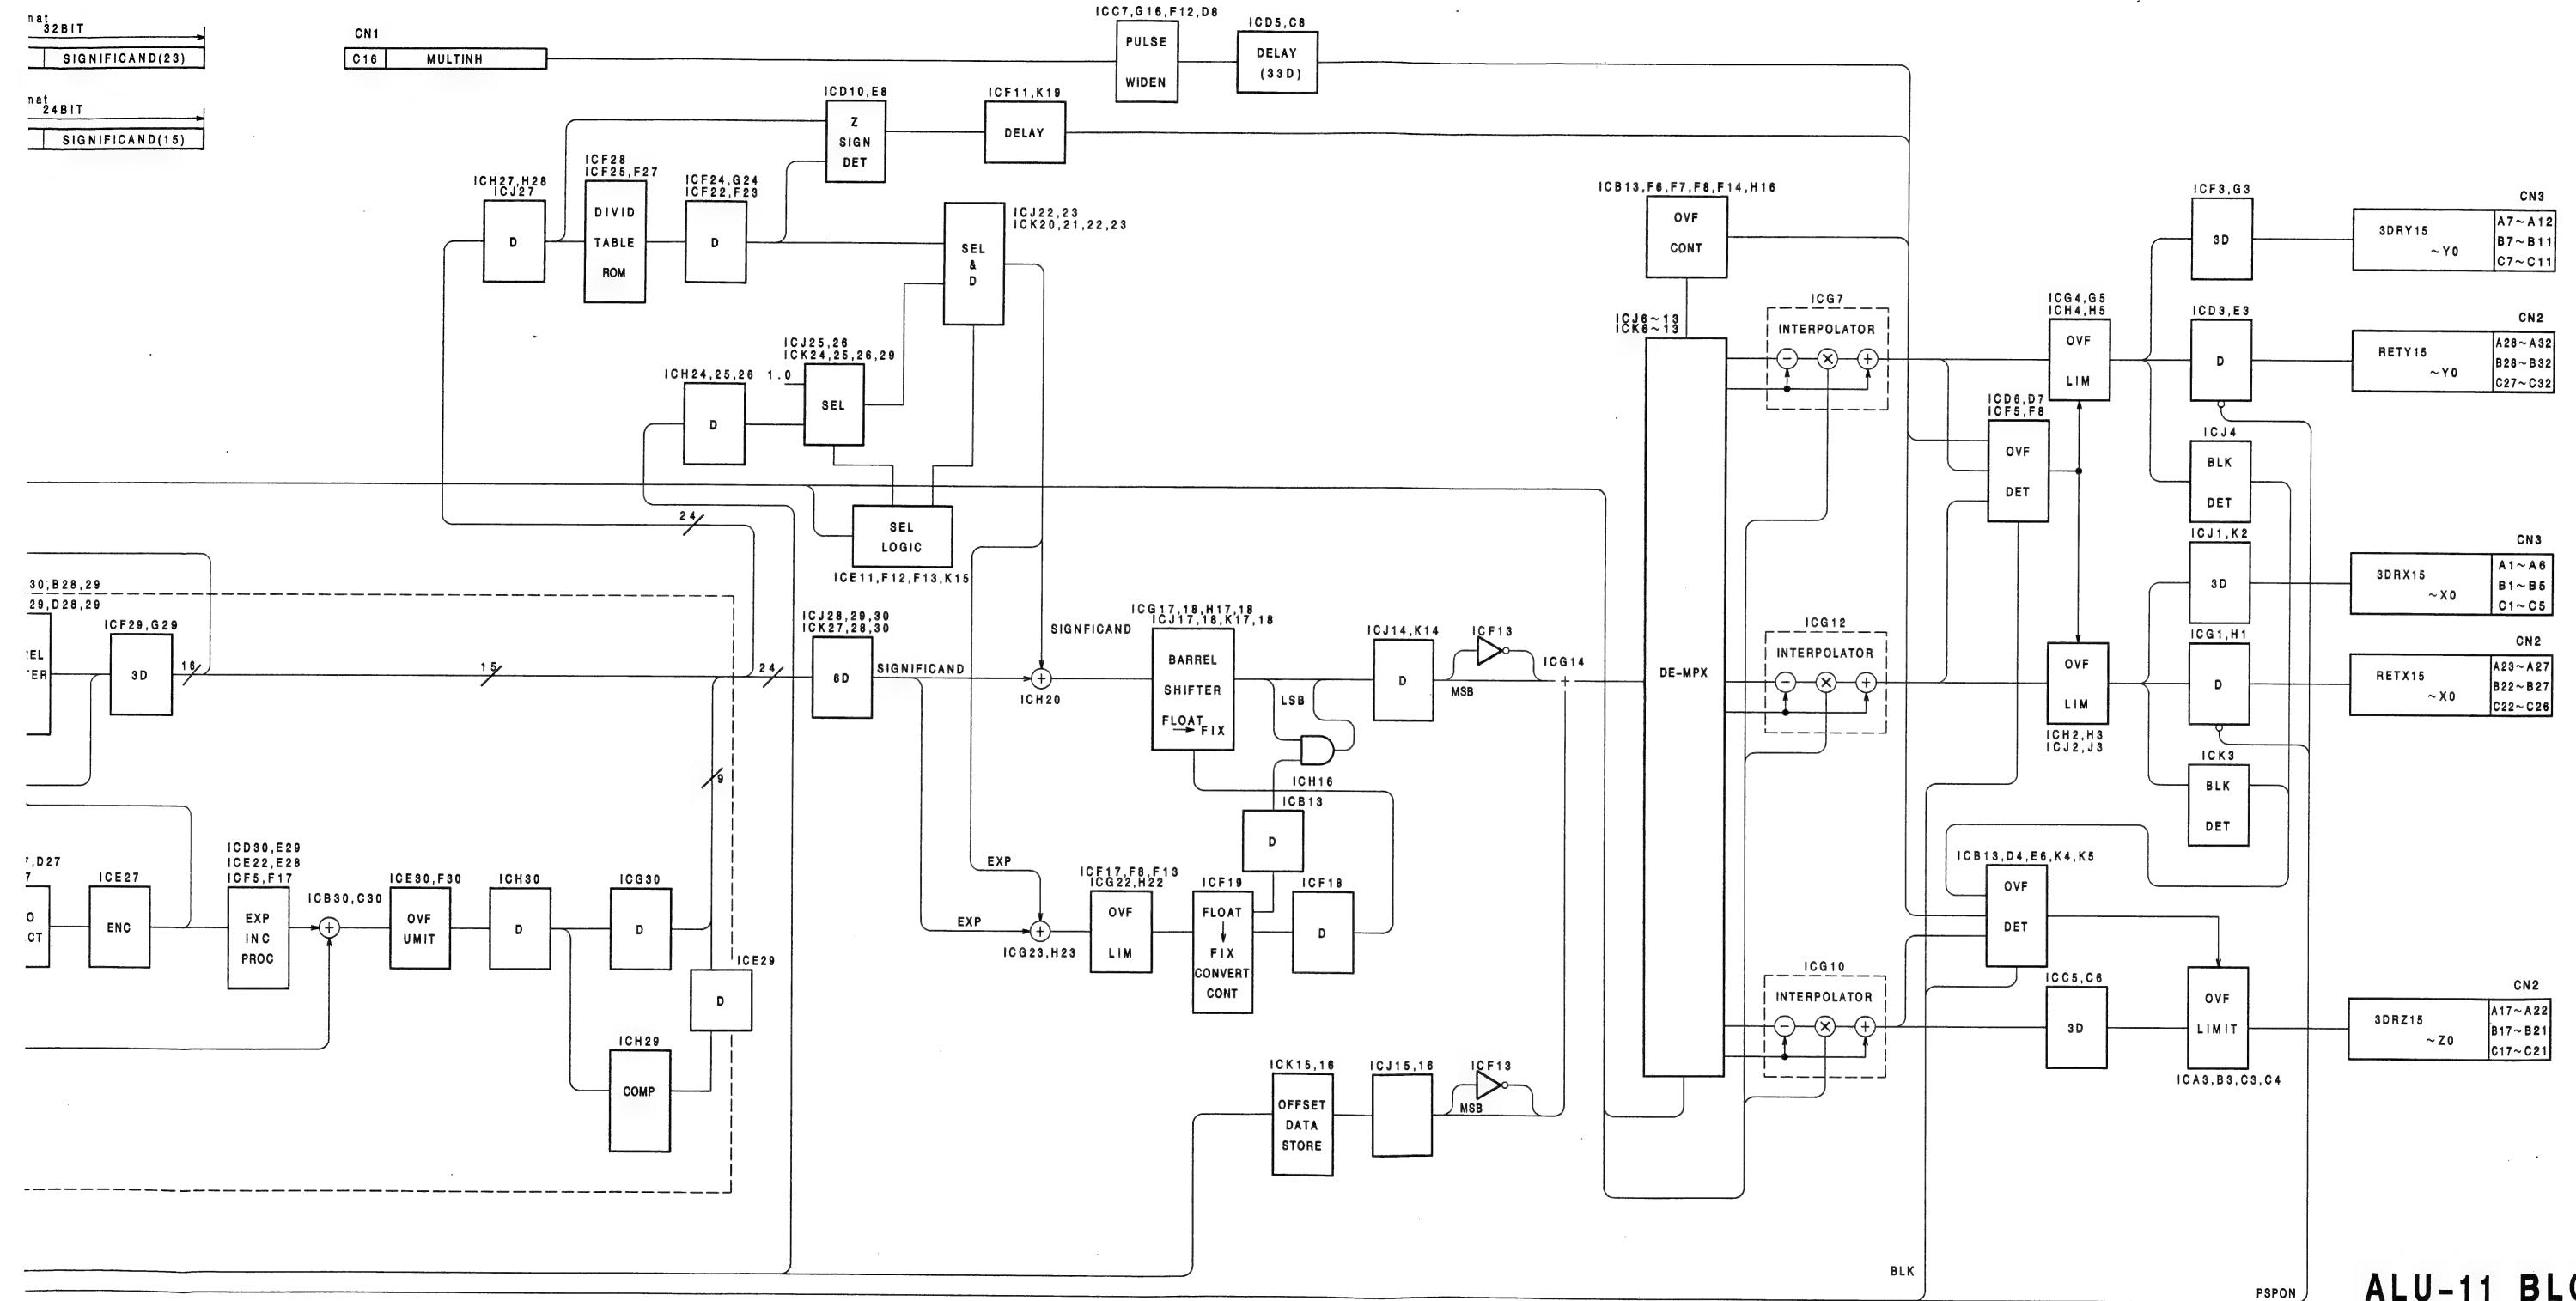 32BIT
SIGNIFICAND(23)
24BIT
SIGNIFICAND(15)
CN1
C16 MULTINH
ICC7,G16,F12,D8
PULSE
WIDEN
ICD5,C8
DELAY
(33D)
ICD10,E8
Z
SIGN
DET
ICF11,K19
DELAY
ICH27,H28
ICJ27
D
ICF28
ICF25,F27
DIVID
TABLE
ROM
ICF24,G24
ICF22,F23
D
SEL
&
D
ICJ22,23
ICK20,21,22,23
ICJ25,26
ICK24,25,26,29
1.0
SEL
ICH24,25,26
D
SEL
LOGIC
ICE11,F12,F13,K15
24
ICB13,F6,F7,F8,F14,H16
OVF
CONT
ICJ6~13
ICK6~13
DE-MPX
ICG7
INTERPOLATOR
ICG12
INTERPOLATOR
ICG10
INTERPOLATOR
ICG4,G5
ICH4,H5
OVF
LIM
ICD6,D7
ICF5,F8
OVF
DET
ICF3,G3
3D
CN3
3DRY15
~Y0
A7~A12
B7~B11
C7~C11
ICD3,E3
D
CN2
RETY15
~Y0
A28~A32
B28~B32
C27~C32
ICJ4
BLK
DET
ICJ1,K2
3D
CN3
3DRX15
~X0
A1~A6
B1~B5
C1~C5
OVF
LIM
ICH2,H3
ICJ2,J3
ICG1,H1
D
CN2
RETX15
~X0
A23~A27
B22~B27
C22~C26
ICK3
BLK
DET
ICB13,D4,E6,K4,K5
OVF
DET
ICC5,C6
3D
OVF
LIMIT
ICA3,B3,C3,C4
CN2
3DRZ15
~Z0
A17~A22
B17~B21
C17~C21
30,B28,29
29,D28,29
ICF29,G29
3D
16
15
24
ICJ28,29,30
ICK27,28,30
6D
SIGNIFICAND
SIGNFICAND
ICH20
ICG17,18,H17,18
ICJ17,18,K17,18
BARREL
SHIFTER
FLOAT
→ FIX
LSB
ICH16
ICB13
D
ICJ14,K14
D
ICF13
MSB
ICG14
9
,D27
7
ICE27
ENC
ICD30,E29
ICE22,E28
ICF5,F17
EXP
INC
PROC
ICB30,C30
ICE30,F30
OVF
UMIT
ICH30
D
ICG30
D
ICE29
D
ICH29
COMP
EXP
EXP
ICG23,H23
ICF17,F8,F13
ICG22,H22
OVF
LIM
ICF19
FLOAT
↓
FIX
CONVERT
CONT
ICF18
D
ICK15,16
OFFSET
DATA
STORE
ICJ15,16
ICF13
MSB
BLK
PSPON
ALU-11